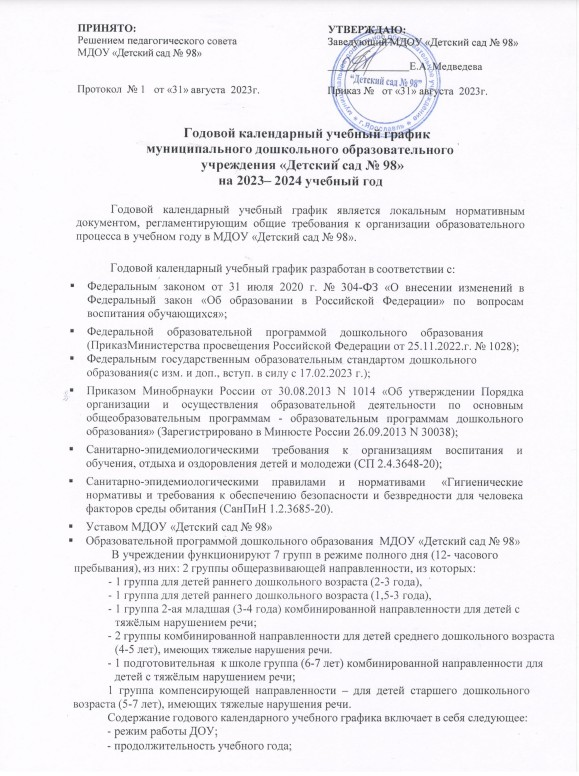 ПРИНЯТО:
Решением педагогического совета
МДОУ «Детский сад № 98»
Протокол № 1 от «31» августа 2023г.
УТВЕРЖДАЮ:
Заведующий МДОУ «Детский сад № 98»
Е.А. Медведева
"Детский сад № 98"
г. Ярославль
Приказ № от «31» августа 2023г.
Годовой календарный учебный график
муниципального дошкольного образовательного
учреждения «Детский сад № 98»
на 2023– 2024 учебный год
Годовой календарный учебный график является локальным нормативным
документом, регламентирующим общие требования к организации образовательного
процесса в учебном году в МДОУ «Детский сад № 98».
Годовой календарный учебный график разработан в соответствии с:
▪ Федеральным законом от 31 июля 2020 г. № 304-ФЗ «О внесении изменений в
Федеральный закон «Об образовании в Российской Федерации» по вопросам
воспитания обучающихся»;
▪ Федеральной образовательной программой дошкольного образования
(ПриказМинистерства просвещения Российской Федерации от 25.11.2022.г. № 1028);
▪ Федеральным государственным образовательным стандартом дошкольного
образования(с изм. и доп., вступ. в силу с 17.02.2023 г.);
▪ Приказом Минобрнауки России от 30.08.2013 N 1014 «Об утверждении Порядка
организации и осуществления образовательной деятельности по основным
общеобразовательным программам - образовательным программам дошкольного
образования» (Зарегистрировано в Минюсте России 26.09.2013 N 30038);
▪ Санитарно-эпидемиологическими требования к организациям воспитания и
обучения, отдыха и оздоровления детей и молодежи (СП 2.4.3648-20);
▪ Санитарно-эпидемиологическими правилами и нормативами «Гигиенические
нормативы и требования к обеспечению безопасности и безвредности для человека
факторов среды обитания (СанПиН 1.2.3685-20).
▪ Уставом МДОУ «Детский сад № 98»
▪ Образовательной программой дошкольного образования МДОУ «Детский сад № 98»
В учреждении функционируют 7 групп в режиме полного дня (12- часового
пребывания), из них: 2 группы общеразвивающей направленности, из которых:
- 1 группа для детей раннего дошкольного возраста (2-3 года),
- 1 группа для детей раннего дошкольного возраста (1,5-3 год),
- 1 группа 2-ая младшая (3-4 года) комбинированной направленности для детей с
тяжёлым нарушением речи;
- 2 группы комбинированной направленности для детей среднего дошкольного возраста
(4-5 лет), имеющих тяжелые нарушения речи.
- 1 подготовительная к школе группа (6-7 лет) комбинированной направленности для
детей с тяжёлым нарушением речи;
1 группа компенсирующей направленности – для детей старшего дошкольного
возраста (5-7 лет), имеющих тяжелые нарушения речи.
Содержание годового календарного учебного графика включает в себя следующее:
- режим работы ДОУ;
- продолжительность учебного года;